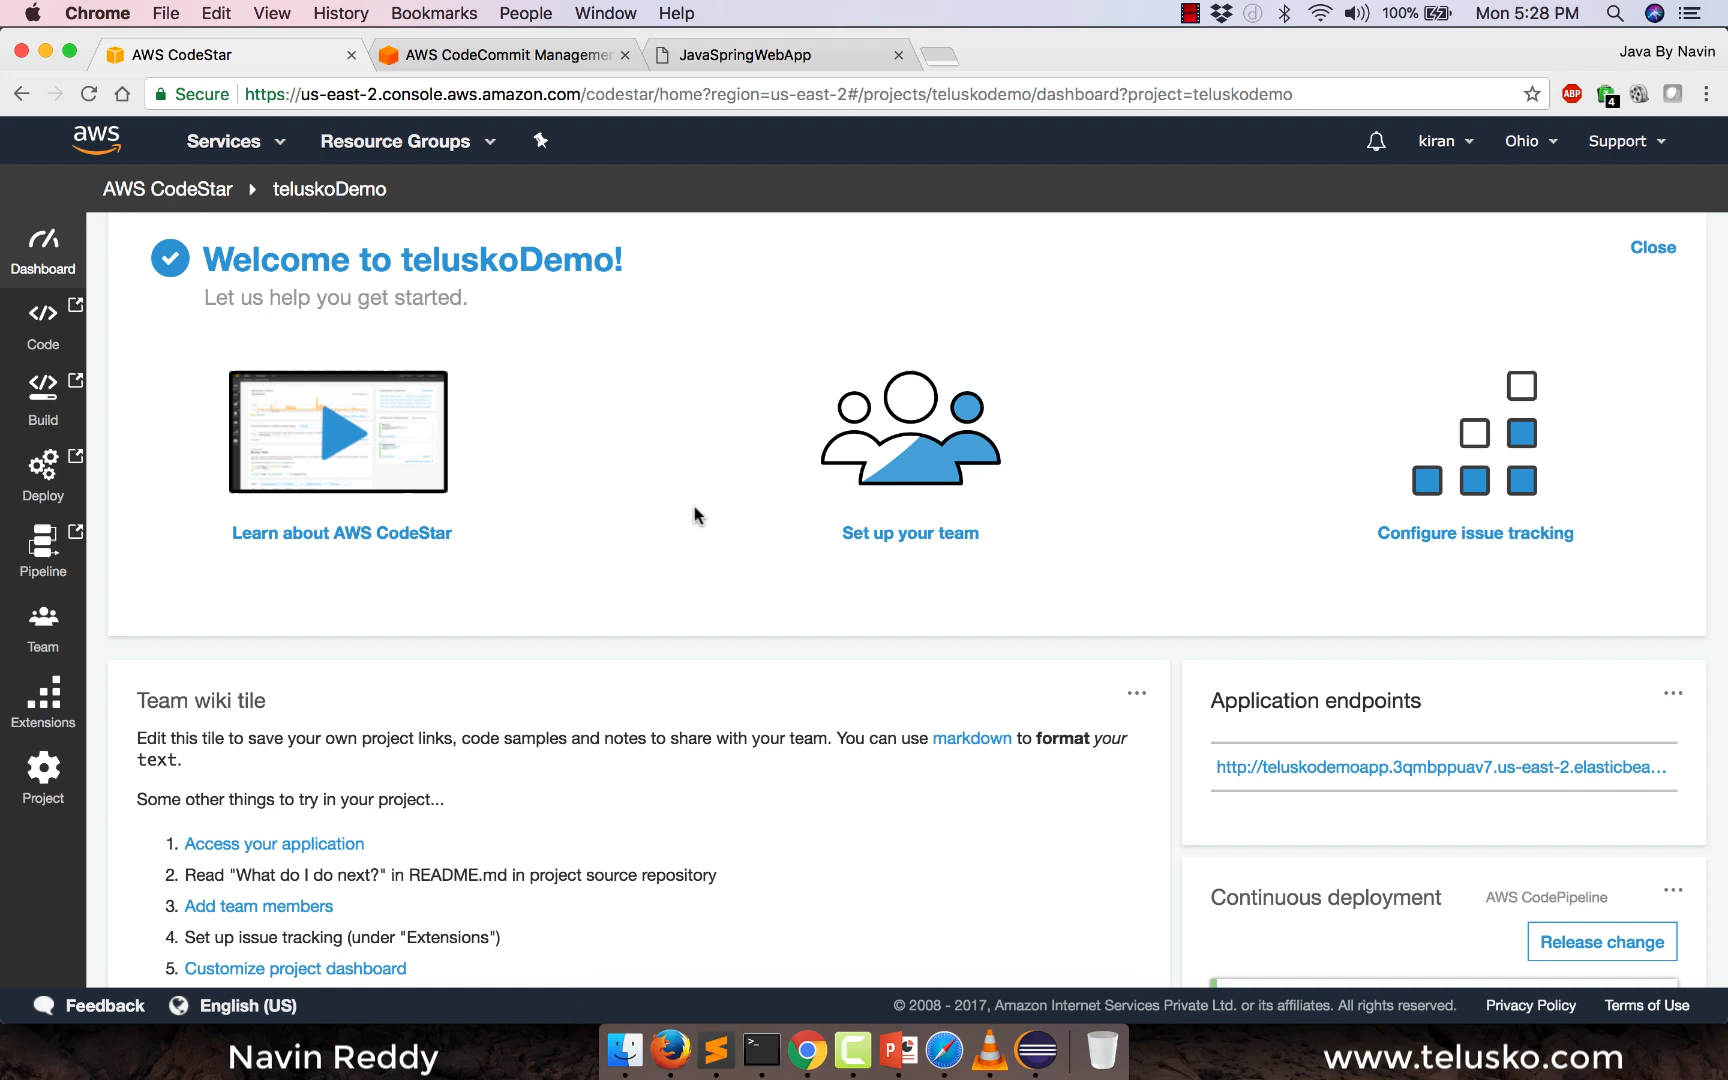 Chrome File Edit View History Bookmarks People Window Help 100% Mon 5:28 PM
AWS CodeStar AWS CodeCommit Managemen JavaSpringWebApp Java By Navin
Secure https://us-east-2.console.aws.amazon.com/codestar/home?region=us-east-2#/projects/teluskodemo/dashboard?project=teluskodemo ABP 4
aws Services Resource Groups kiran Ohio Support
AWS CodeStar teluskoDemo
Dashboard
Code
Build
Deploy
Pipeline
Team
Extensions
Project
Welcome to teluskoDemo! Close
Let us help you get started.
Learn about AWS CodeStar Set up your team Configure issue tracking
Team wiki tile
Edit this tile to save your own project links, code samples and notes to share with your team. You can use markdown to format your
text.
Some other things to try in your project...
1. Access your application
2. Read "What do I do next?" in README.md in project source repository
3. Add team members
4. Set up issue tracking (under "Extensions")
5. Customize project dashboard
Application endpoints
http://teluskodemoapp.3qmbppuav7.us-east-2.elasticbea...
Continuous deployment AWS CodePipeline
Release change
Feedback English (US) © 2008 - 2017, Amazon Internet Services Private Ltd. or its affiliates. All rights reserved. Privacy Policy Terms of Use
Navin Reddy www.telusko.com